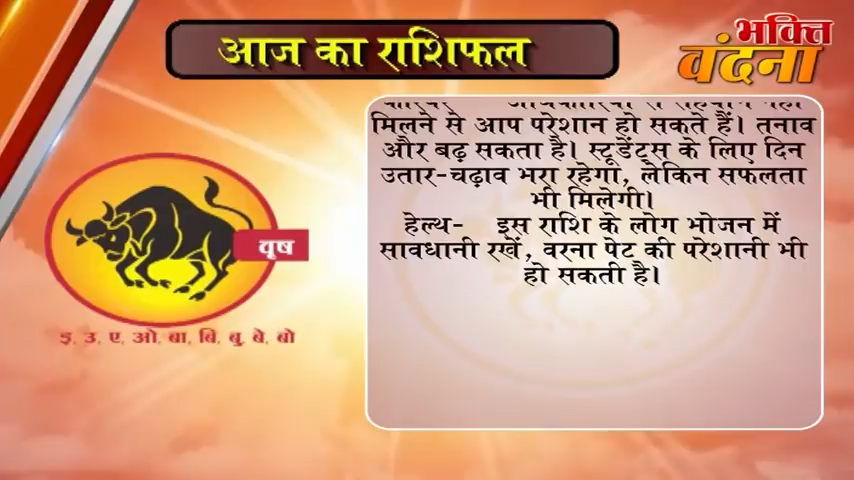 आज का राशिफल
भक्ति
वंदना
मिलने से आप परेशान हो सकते हैं। तनाव
और बढ़ सकता है। स्टूडेंट्स के लिए दिन
उतार-चढ़ाव भरा रहेगा, लेकिन सफलता
भी मिलेगी।
हेल्थ- इस राशि के लोग भोजन में
सावधानी रखें, वरना पेट की परेशानी भी
हो सकती है।
वृष
इ, उ, ए, ओ, बा, बि, बु, बे, बो